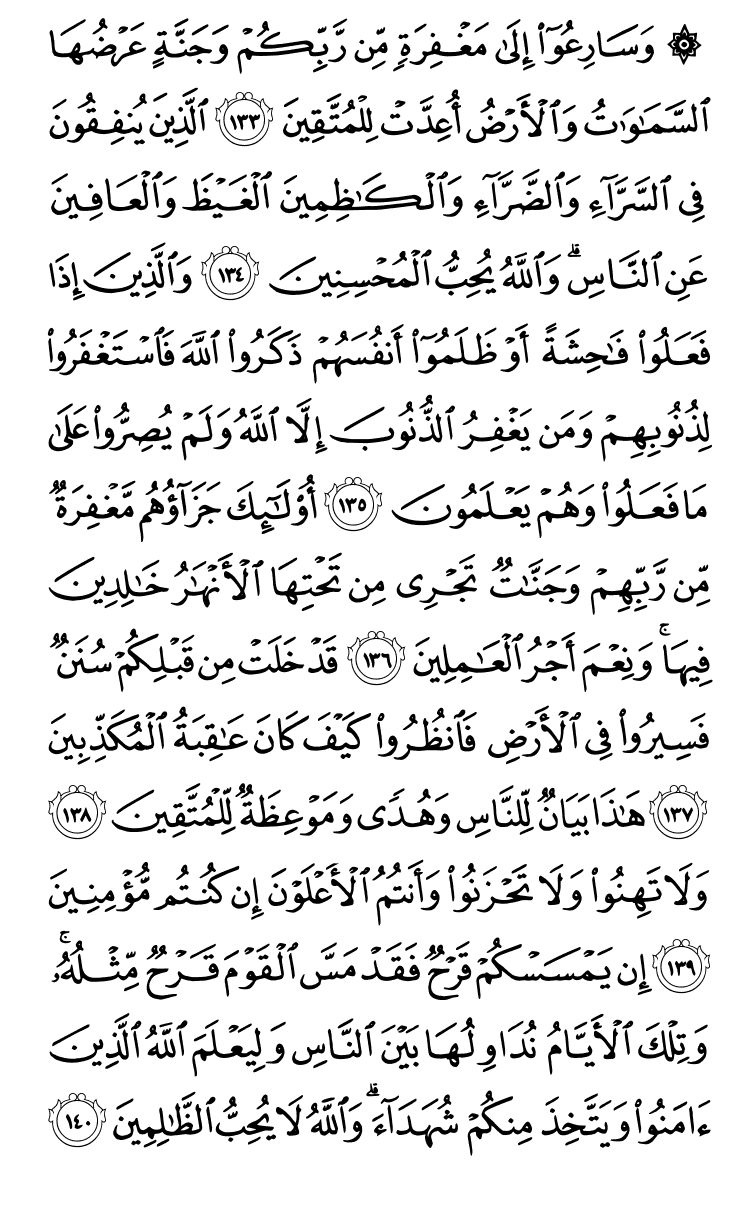 ۞ وَسَارِعُوٓا۟ إِلَىٰ مَغْفِرَةٍ مِّن رَّبِّكُمْ وَجَنَّةٍ عَرْضُهَا
ٱلسَّمَـٰوَٰتُ وَٱلْأَرْضُ أُعِدَّتْ لِلْمُتَّقِينَ ١٣٣ ٱلَّذِينَ يُنفِقُونَ
فِى ٱلسَّرَّآءِ وَٱلضَّرَّآءِ وَٱلْكَـٰظِمِينَ ٱلْغَيْظَ وَٱلْعَافِينَ
عَنِ ٱلنَّاسِ ۗ وَٱللَّهُ يُحِبُّ ٱلْمُحْسِنِينَ ١٣٤ وَٱلَّذِينَ إِذَا
فَعَلُوا۟ فَـٰحِشَةً أَوْ ظَلَمُوٓا۟ أَنفُسَهُمْ ذَكَرُوا۟ ٱللَّهَ فَٱسْتَغْفَرُوا۟
لِذُنُوبِهِمْ وَمَن يَغْفِرُ ٱلذُّنُوبَ إِلَّا ٱللَّهُ وَلَمْ يُصِرُّوا۟ عَلَىٰ
مَا فَعَلُوا۟ وَهُمْ يَعْلَمُونَ ١٣٥ أُو۟لَـٰٓئِكَ جَزَآؤُهُم مَّغْفِرَةٌ
مِّن رَّبِّهِمْ وَجَنَّـٰتٌ تَجْرِى مِن تَحْتِهَا ٱلْأَنْهَـٰرُ خَـٰلِدِينَ
فِيهَا ۚ وَنِعْمَ أَجْرُ ٱلْعَـٰمِلِينَ ١٣٦ قَدْ خَلَتْ مِن قَبْلِكُمْ سُنَنٌ
فَسِيرُوا۟ فِى ٱلْأَرْضِ فَٱنظُرُوا۟ كَيْفَ كَانَ عَـٰقِبَةُ ٱلْمُكَذِّبِينَ
١٣٧ هَـٰذَا بَيَانٌ لِّلنَّاسِ وَهُدًى وَمَوْعِظَةٌ لِّلْمُتَّقِينَ ١٣٨
وَلَا تَهِنُوا۟ وَلَا تَحْزَنُوا۟ وَأَنتُمُ ٱلْأَعْلَوْنَ إِن كُنتُم مُّؤْمِنِينَ
١٣٩ إِن يَمْسَسْكُمْ قَرْحٌ فَقَدْ مَسَّ ٱلْقَوْمَ قَرْحٌ مِّثْلُهُۥ ۚ
وَتِلْكَ ٱلْأَيَّامُ نُدَاوِلُهَا بَيْنَ ٱلنَّاسِ وَلِيَعْلَمَ ٱللَّهُ ٱلَّذِينَ
ءَامَنُوا۟ وَيَتَّخِذَ مِنكُمْ شُهَدَآءَ ۗ وَٱللَّهُ لَا يُحِبُّ ٱلظَّـٰلِمِينَ ١٤٠